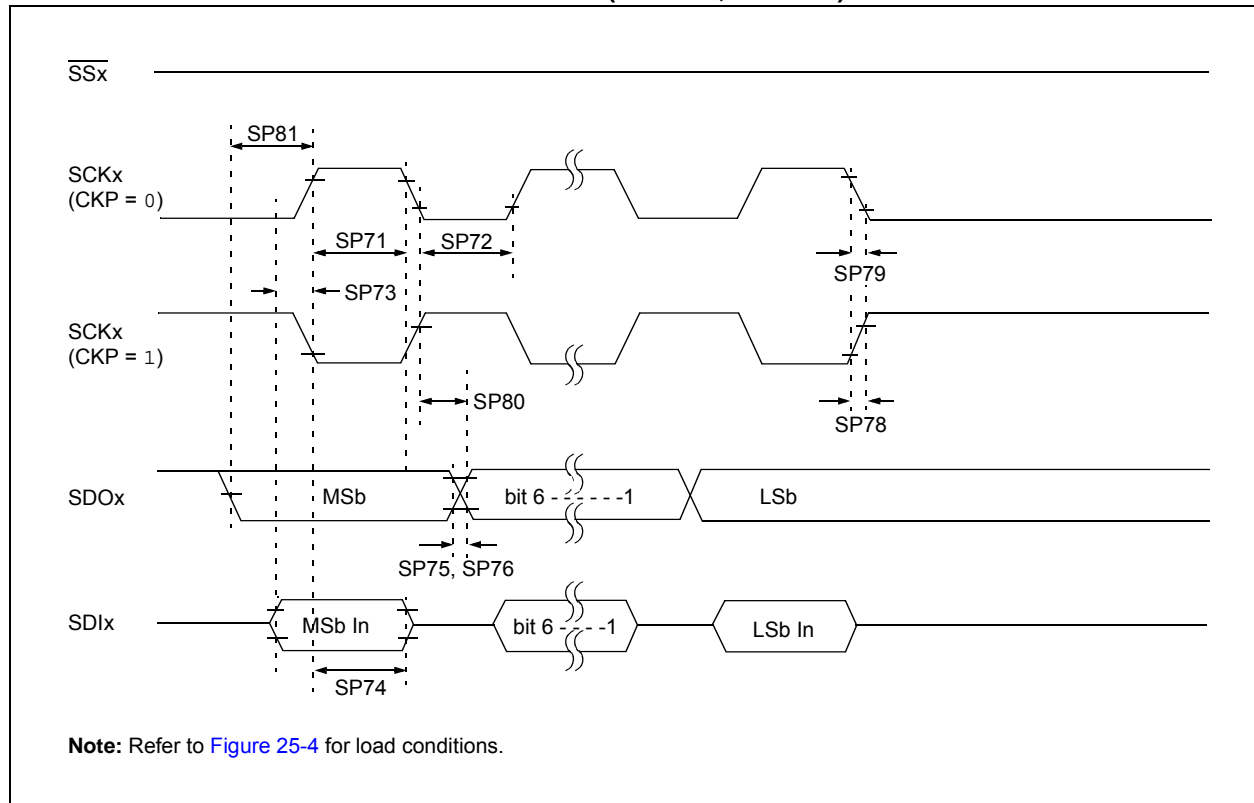 SSx
SP81
SCKx
(CKP = 0)
SP71
SP72
SP79
SP73
SCKx
(CKP = 1)
SP80
SP78
SDOx
MSb
bit 6 - - - - - - -1
LSb
SP75, SP76
SDIx
MSb In
bit 6 - - - - -1
LSb In
SP74
Note: Refer to Figure 25-4 for load conditions.